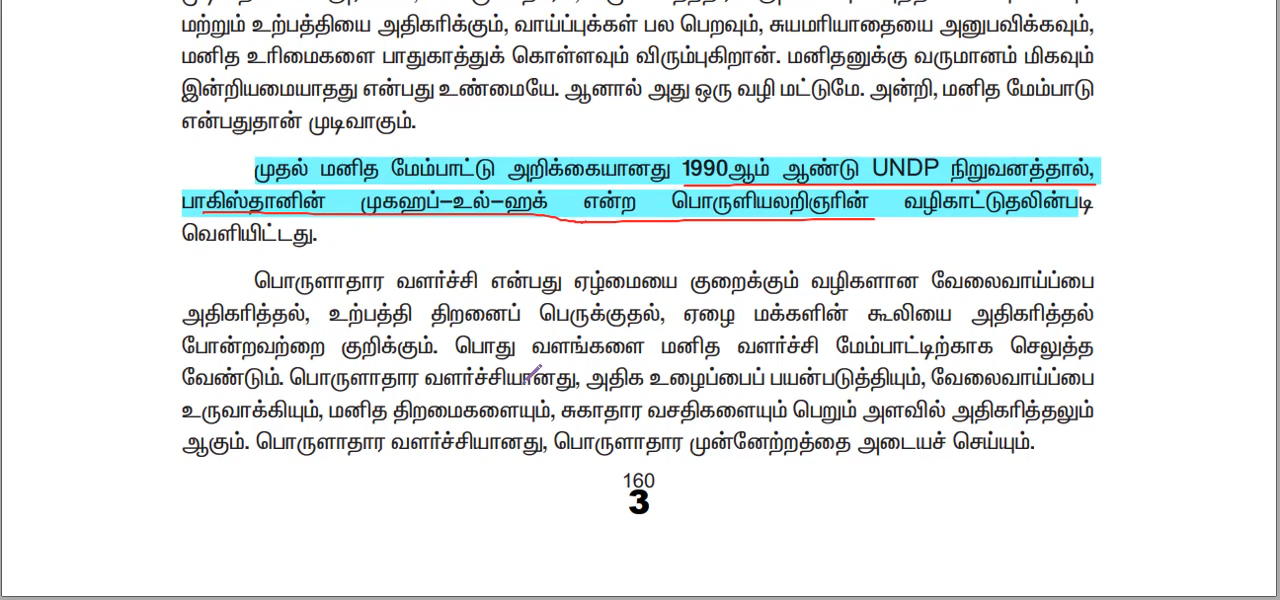 மற்றும் உற்பத்தியை அதிகரிக்கும், வாய்ப்புக்கள் பல பெறவும், சுயமரியாதையை அனுபவிக்கவும்,
மனித உரிமைகளை பாதுகாத்துக் கொள்ளவும் விரும்புகிறான். மனிதனுக்கு வருமானம் மிகவும்
இன்றியமையாதது என்பது உண்மையே. ஆனால் அது ஒரு வழி மட்டுமே. அன்றி, மனித மேம்பாடு
என்பதுதான் முடிவாகும்.
முதல் மனித மேம்பாட்டு அறிக்கையானது 1990ஆம் ஆண்டு UNDP நிறுவனத்தால்,
பாகிஸ்தானின் முகஹப்–உல்–ஹக் என்ற பொருளியலறிஞரின் வழிகாட்டுதலின்படி
வெளியிட்டது.
பொருளாதார வளர்ச்சி என்பது ஏழ்மையை குறைக்கும் வழிகளான வேலைவாய்ப்பை
அதிகரித்தல், உற்பத்தி திறனைப் பெருக்குதல், ஏழை மக்களின் கூலியை அதிகரித்தல்
போன்றவற்றை குறிக்கும். பொது வளங்களை மனித வளர்ச்சி மேம்பாட்டிற்காக செலுத்த
வேண்டும். பொருளாதார வளர்ச்சியானது, அதிக உழைப்பைப் பயன்படுத்தியும், வேலைவாய்ப்பை
உருவாக்கியும், மனித திறமைகளையும், சுகாதார வசதிகளையும் பெறும் அளவில் அதிகரித்தலும்
ஆகும். பொருளாதார வளர்ச்சியானது, பொருளாதார முன்னேற்றத்தை அடையச் செய்யும்.
160
3